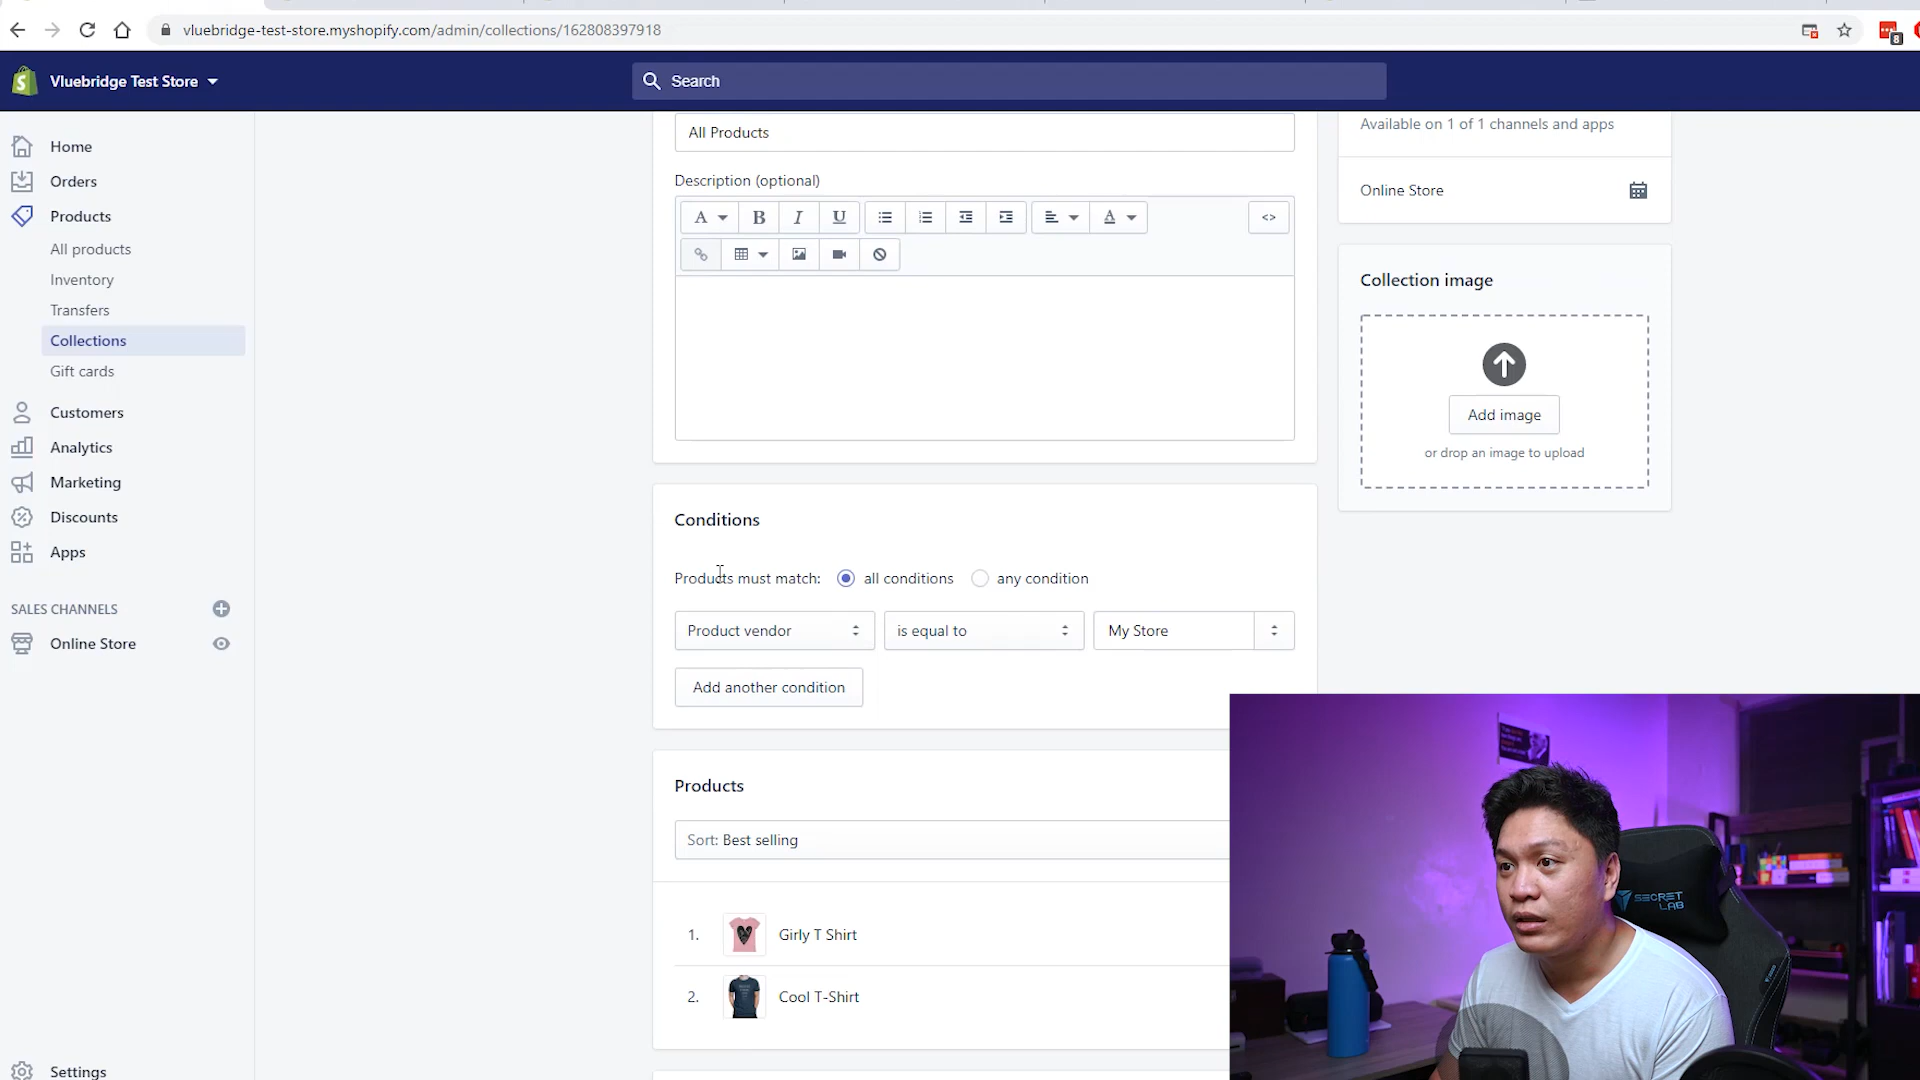 vluebridge-test-store.myshopify.com/admin/collections/162808397918
8
Vluebridge Test Store
Search
Home
Orders
Products
All products
Inventory
Transfers
Collections
Gift cards
Customers
Analytics
Marketing
Discounts
Apps
SALES CHANNELS
Online Store
Settings
All Products
Description (optional)
A B I U A <>
Conditions
Products must match: all conditions any condition
Product vendor is equal to My Store
Add another condition
Products
Sort: Best selling
1. Girly T Shirt
2. Cool T-Shirt
Available on 1 of 1 channels and apps
Online Store
Collection image
Add image
or drop an image to upload
SECRET
LAB